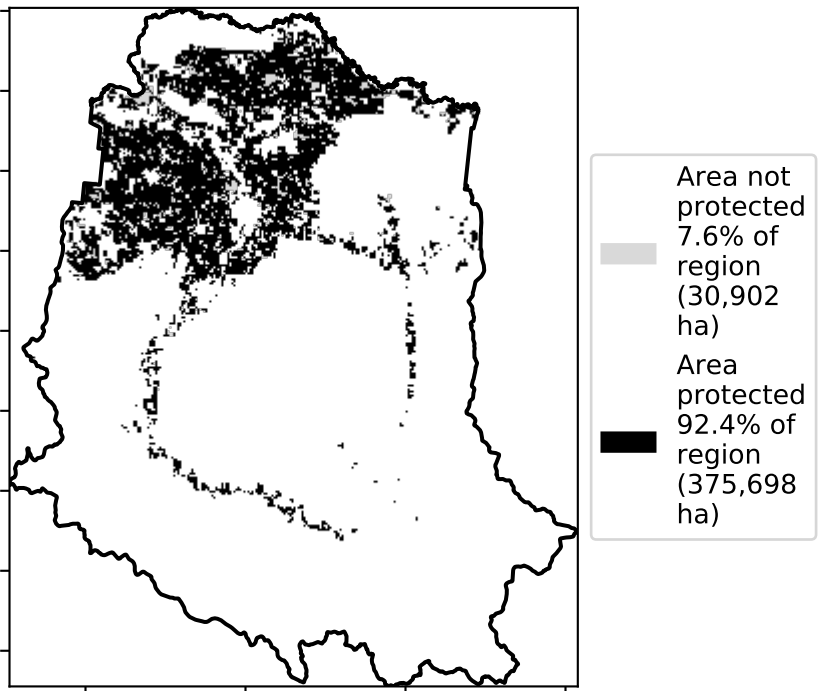 Area not
protected
7.6% of
region
(30,902
ha)
Area
protected
92.4% of
region
(375,698
ha)